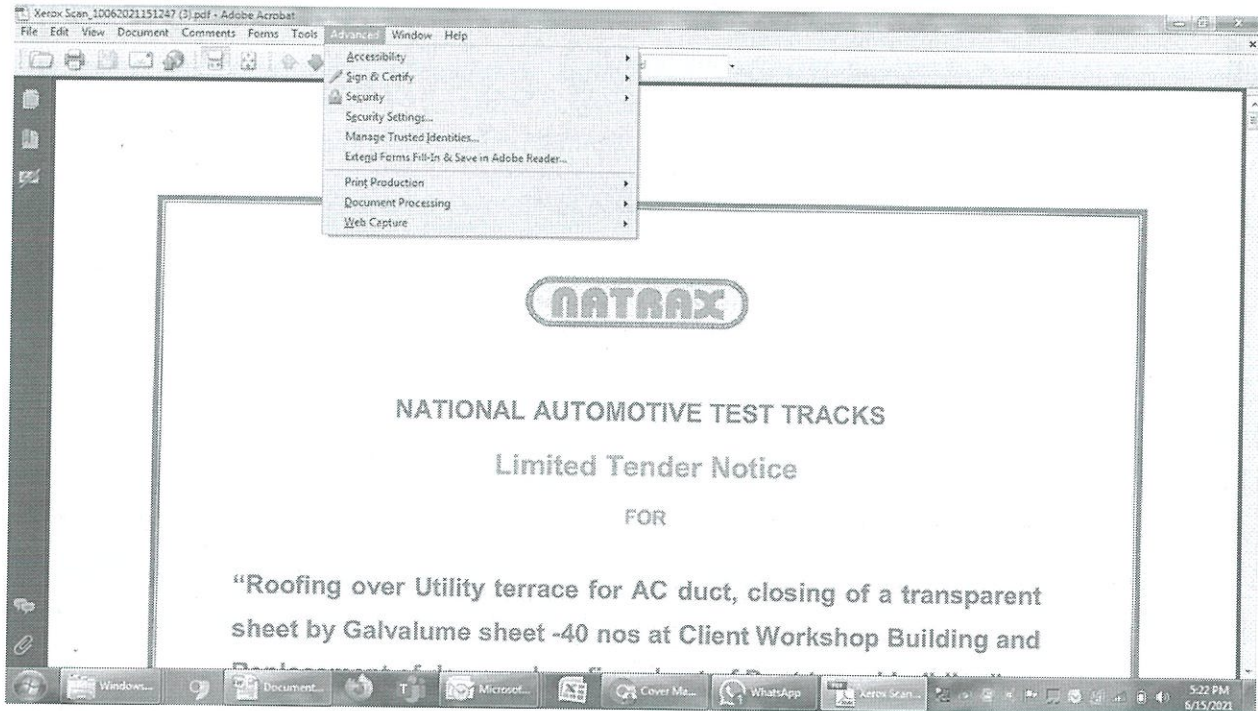 Xerox Scan_10062021151247 (3).pdf - Adobe Acrobat
File Edit View Document Comments Forms Tools Advanced Window Help
Accessibility
Sign & Certify
Security
Security Settings...
Manage Trusted Identities...
Extend Forms Fill-In & Save in Adobe Reader...
Print Production
Document Processing
Web Capture
NATRAX
NATIONAL AUTOMOTIVE TEST TRACKS
Limited Tender Notice
FOR
“Roofing over Utility terrace for AC duct, closing of a transparent
sheet by Galvalume sheet -40 nos at Client Workshop Building and
Windows... Document... Microsof... Cover Ma... WhatsApp Xerox Scan... 5:22 PM
6/15/2021